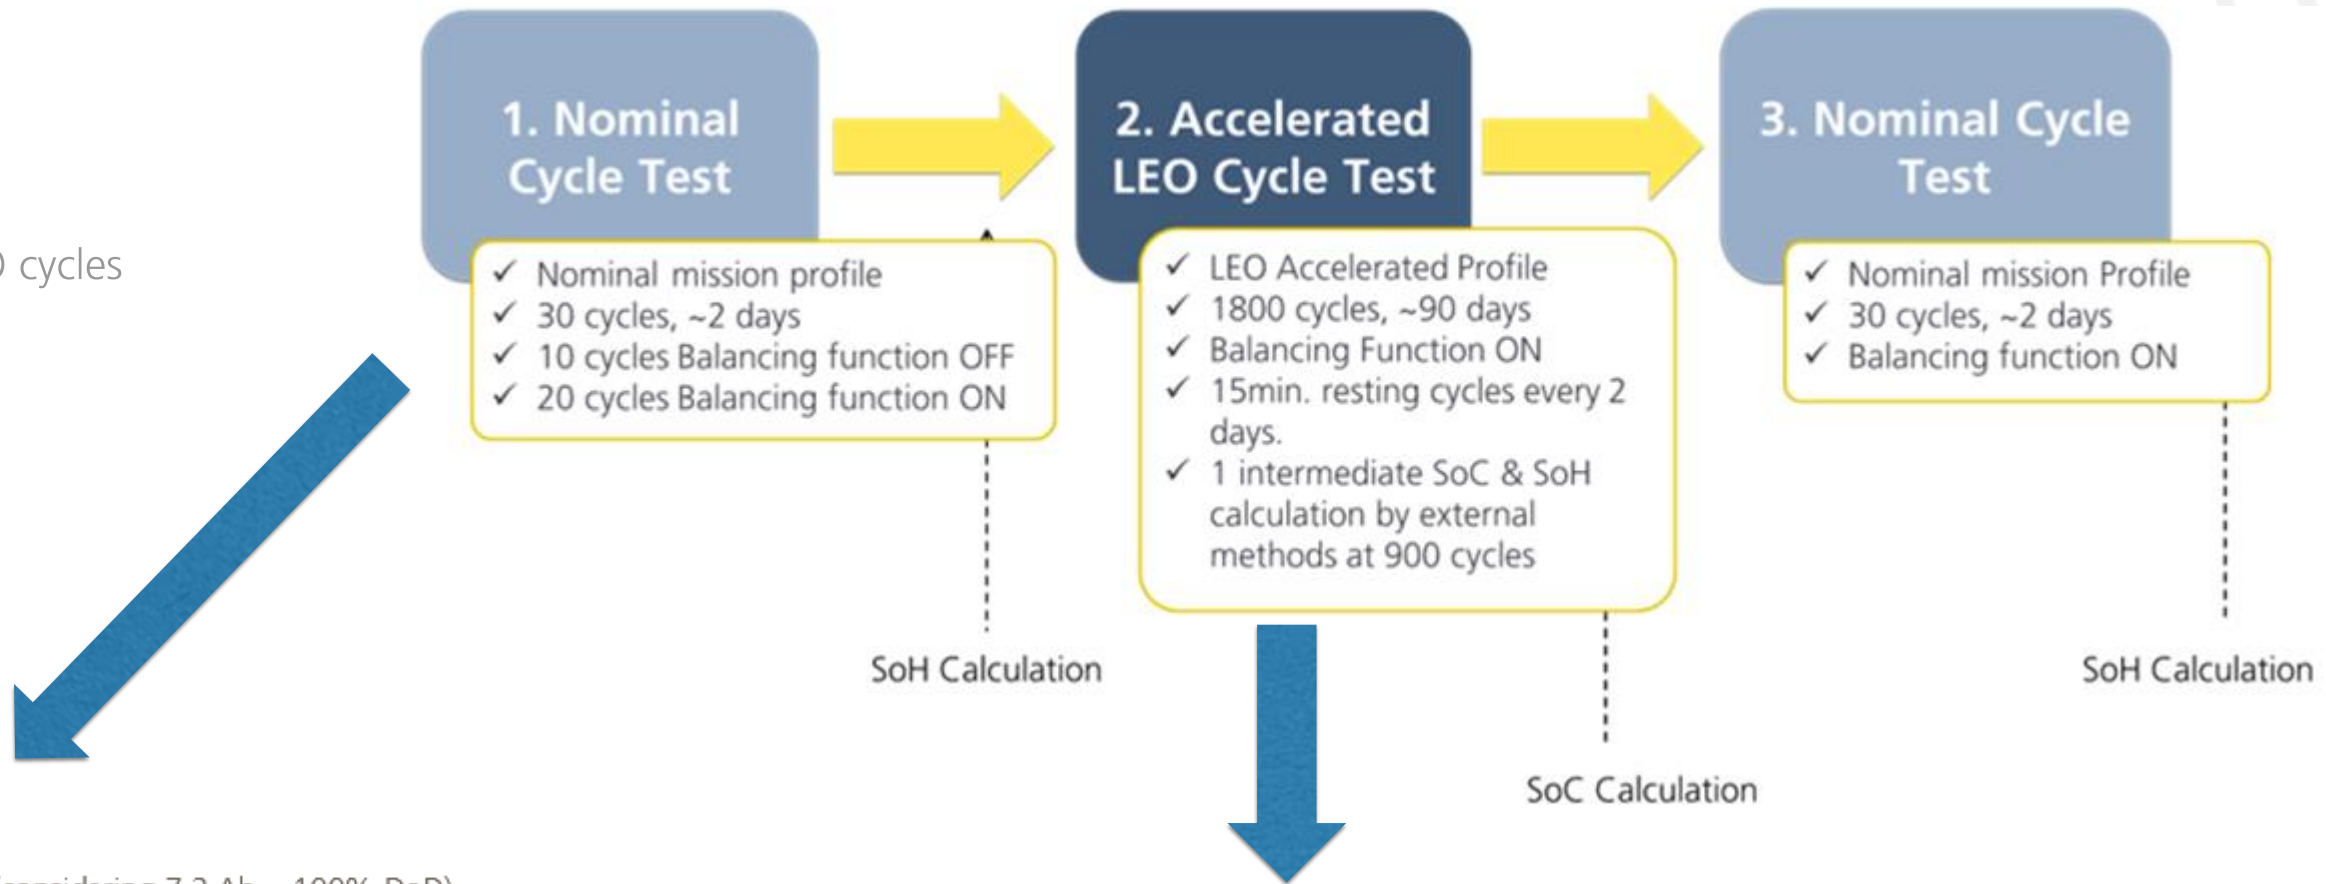 1. Nominal
Cycle Test
2. Accelerated
LEO Cycle Test
3. Nominal Cycle
Test
cycles
✓ Nominal mission profile
✓ 30 cycles, ~2 days
✓ 10 cycles Balancing function OFF
✓ 20 cycles Balancing function ON
✓ LEO Accelerated Profile
✓ 1800 cycles, ~90 days
✓ Balancing Function ON
✓ 15min. resting cycles every 2
days.
✓ 1 intermediate SoC & SoH
calculation by external
methods at 900 cycles
✓ Nominal mission Profile
✓ 30 cycles, ~2 days
✓ Balancing function ON
SoH Calculation
SoC Calculation
SoH Calculation
100% DoD)